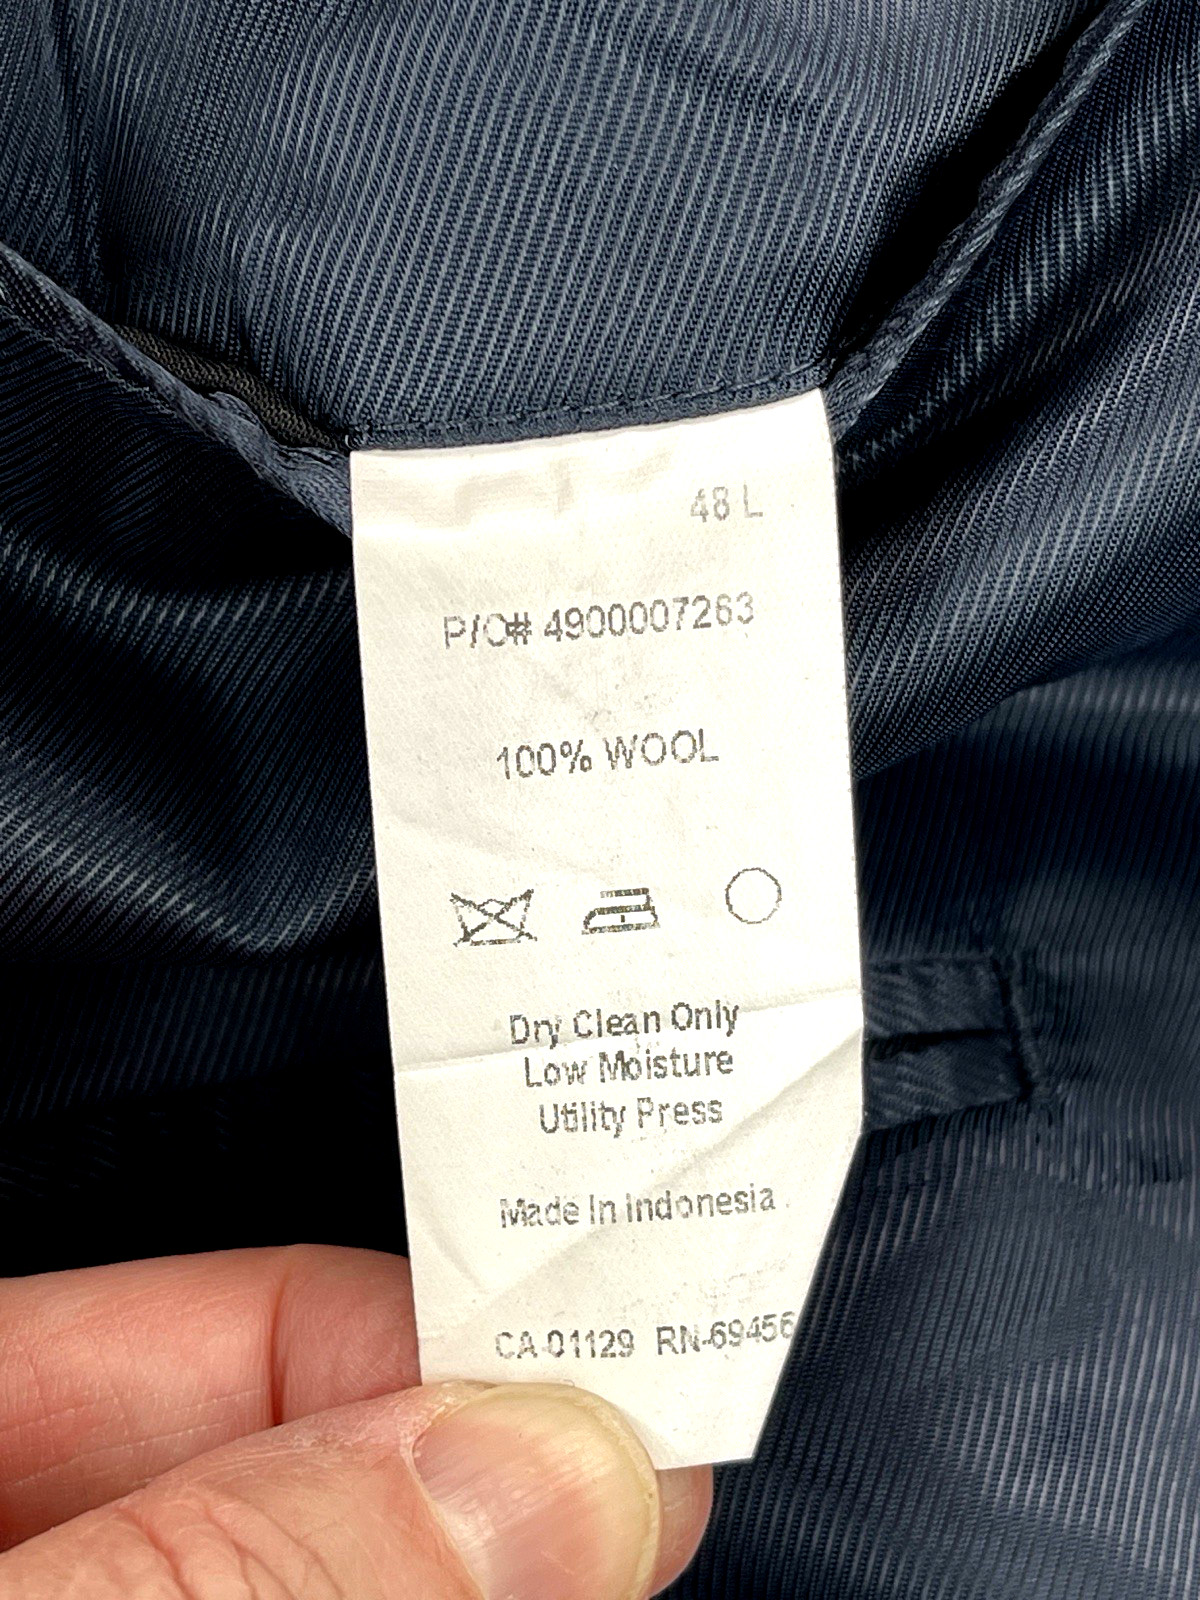 48 L
P/O# 4900007263
100% WOOL
Dry Clean Only
Low Moisture
Utility Press
Made In Indonesia
CA-01129 RN-69456